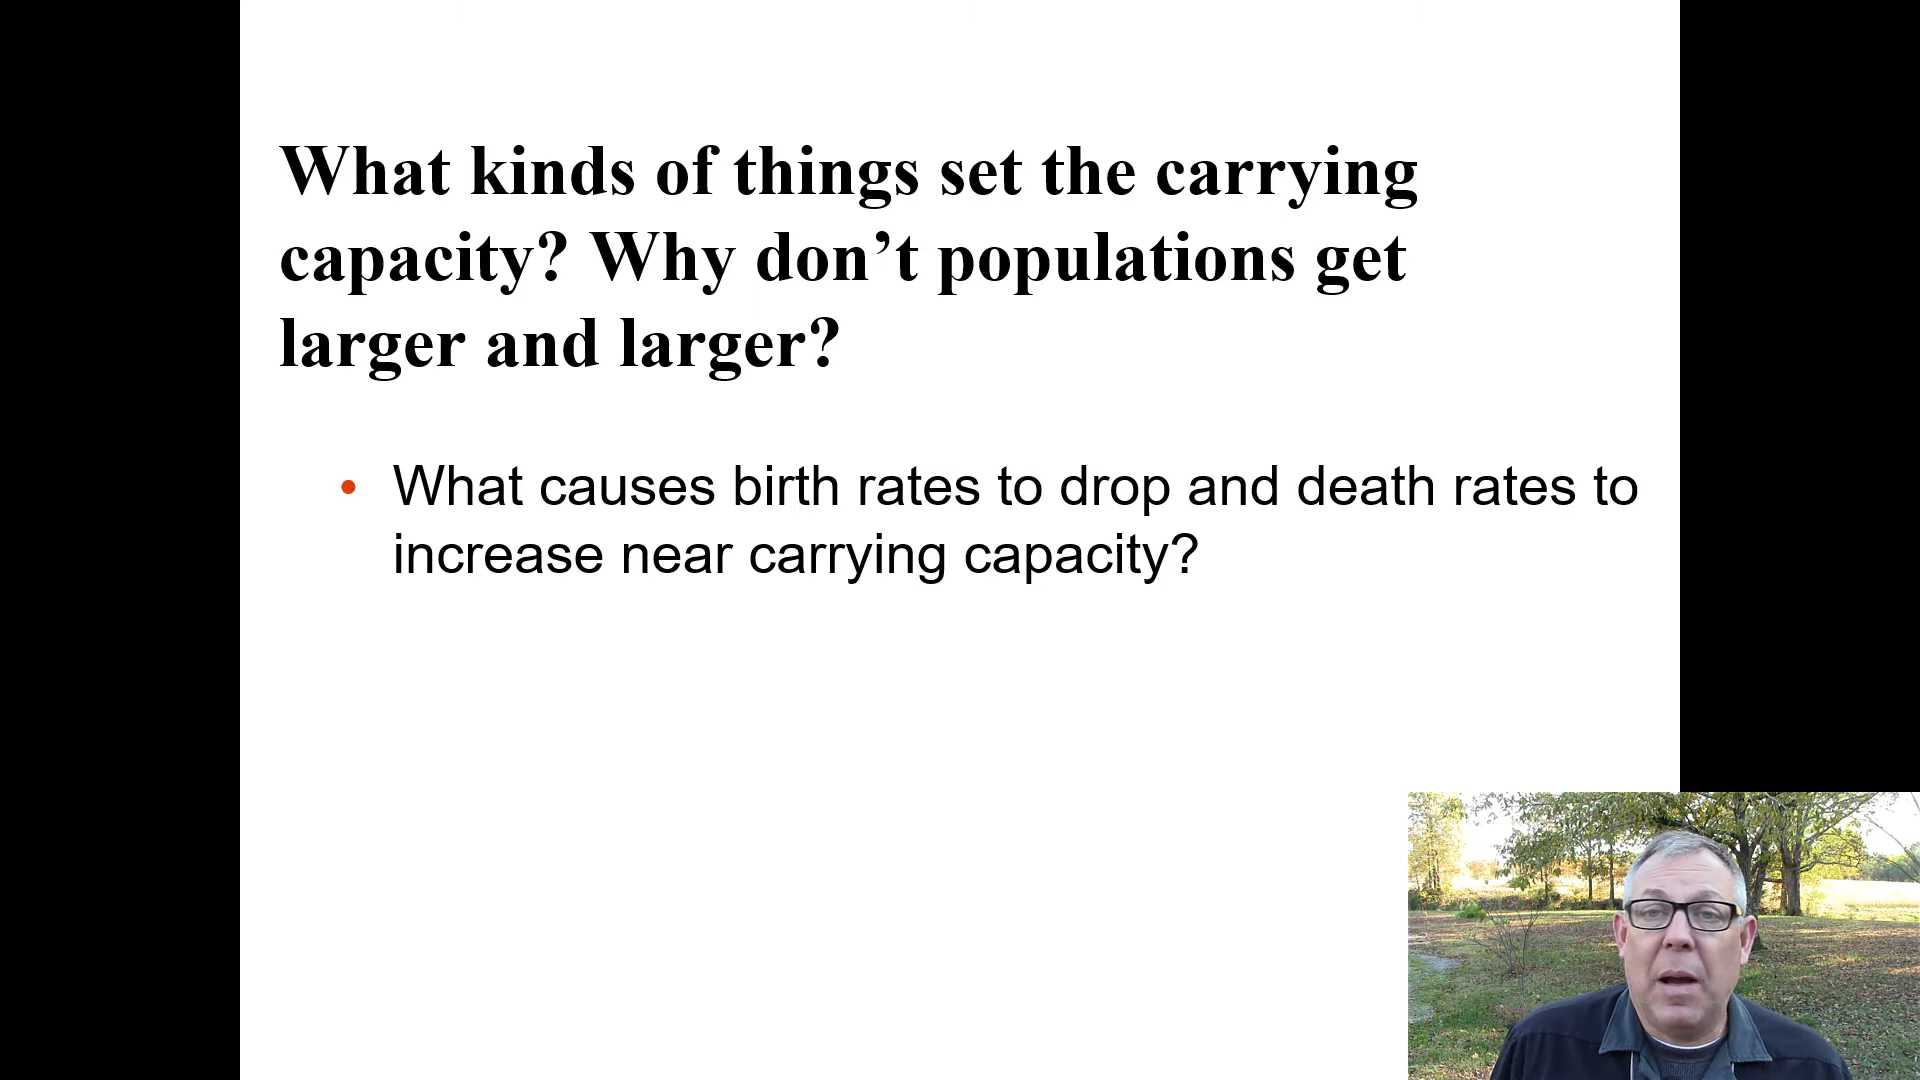 What kinds of things set the carrying
capacity? Why don’t populations get
larger and larger?
• What causes birth rates to drop and death rates to
increase near carrying capacity?